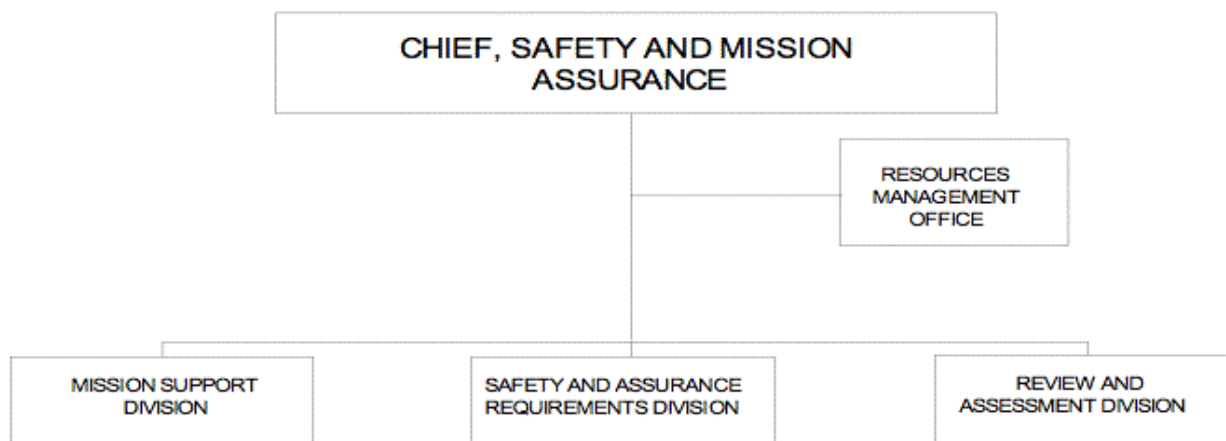 CHIEF, SAFETY AND MISSION
ASSURANCE
RESOURCES
MANAGEMENT
OFFICE
MISSION SUPPORT
DIVISION
SAFETY AND ASSURANCE
REQUIREMENTS DIVISION
REVIEW AND
ASSESSMENT DIVISION